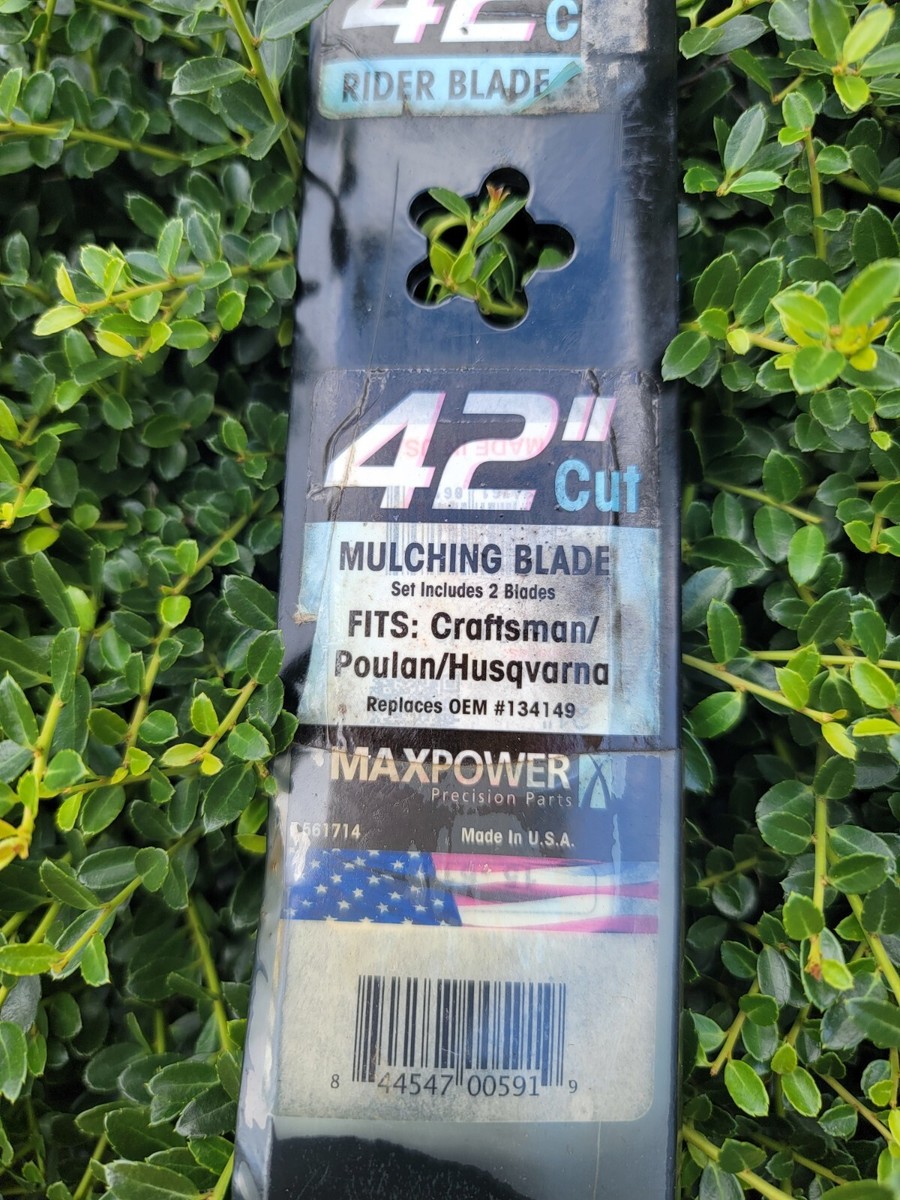 42" C
RIDER BLADE
42" Cut
MULCHING BLADE
Set Includes 2 Blades
FITS: Craftsman/
Poulan/Husqvarna
Replaces OEM #134149
MAXPOWER
Precision Parts
561714 Made In U.S.A.
8 44547 00591 9